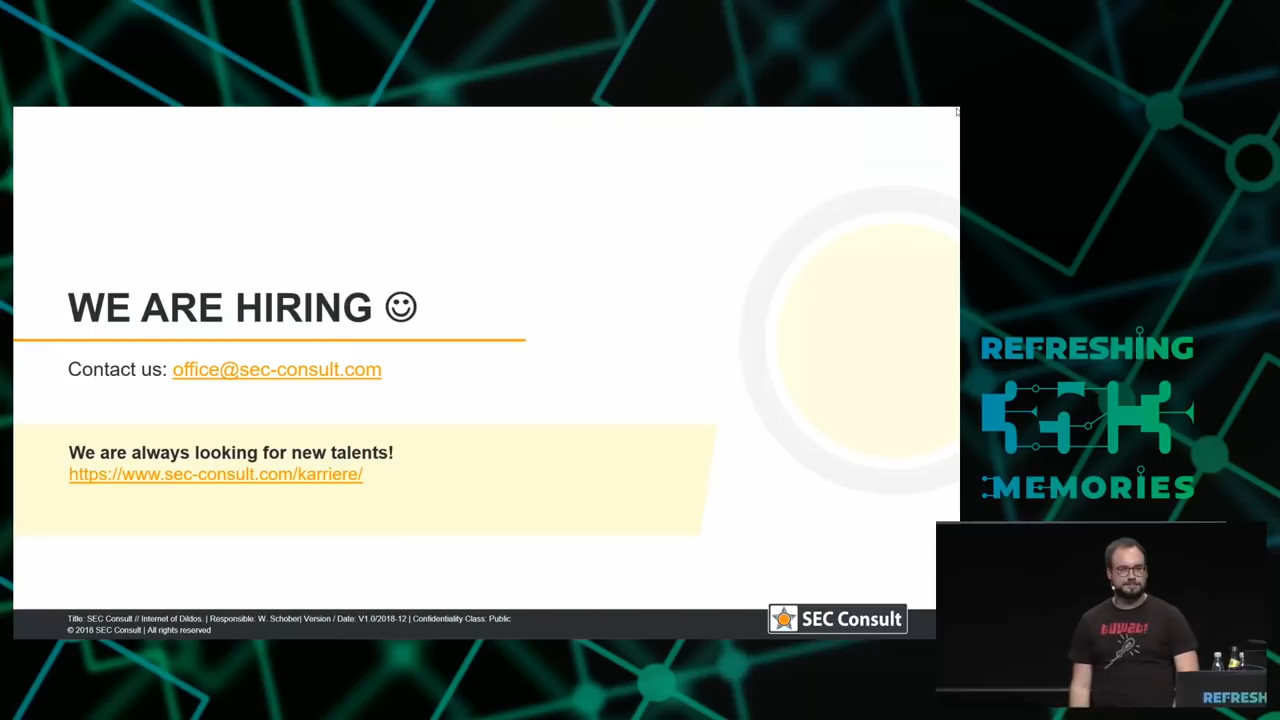 WE ARE HIRING ☺
Contact us: office@sec-consult.com
We are always looking for new talents!
https://www.sec-consult.com/karriere/
Title: SEC Consult // Internet of Dildos. | Responsible: W. Schober| Version / Date: V1.0/2018-12 | Confidentiality Class: Public
© 2018 SEC Consult | All rights reserved
SEC Consult
REFRESHING
35C3
MEMORIES
REFRESH